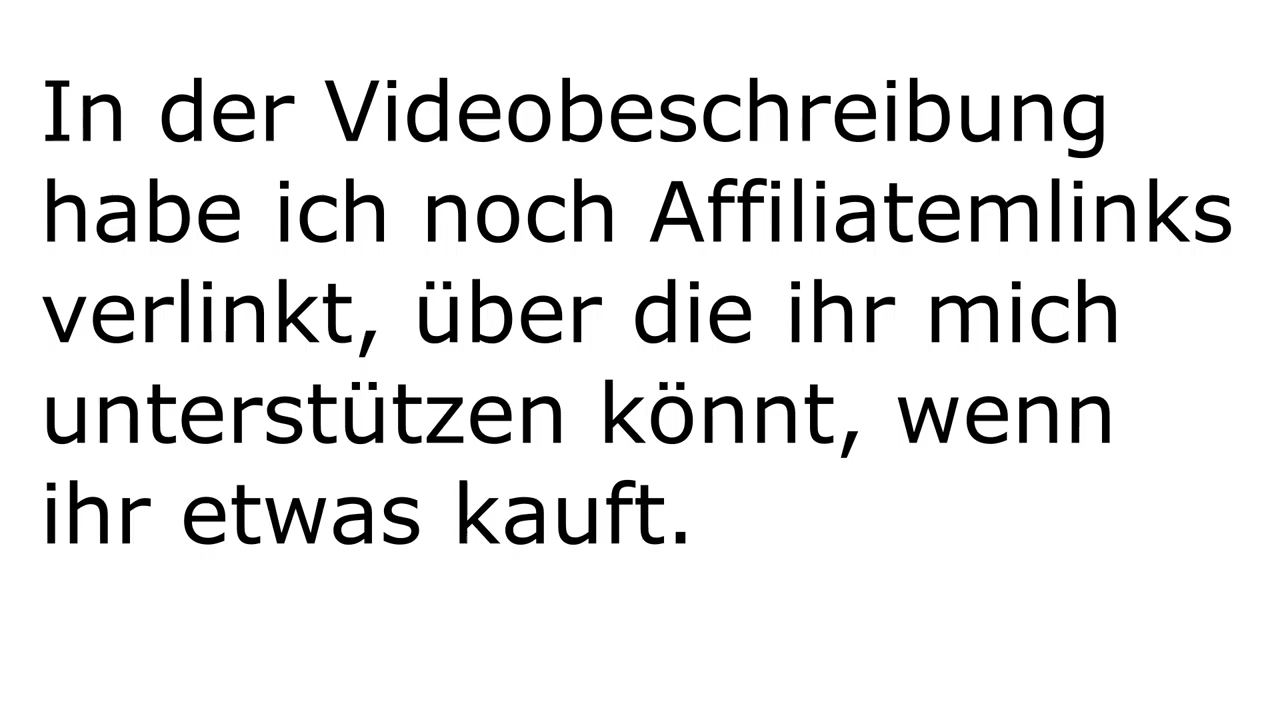 In der Videobeschreibung
habe ich noch Affiliatemlinks
verlinkt, über die ihr mich
unterstützen könnt, wenn
ihr etwas kauft.